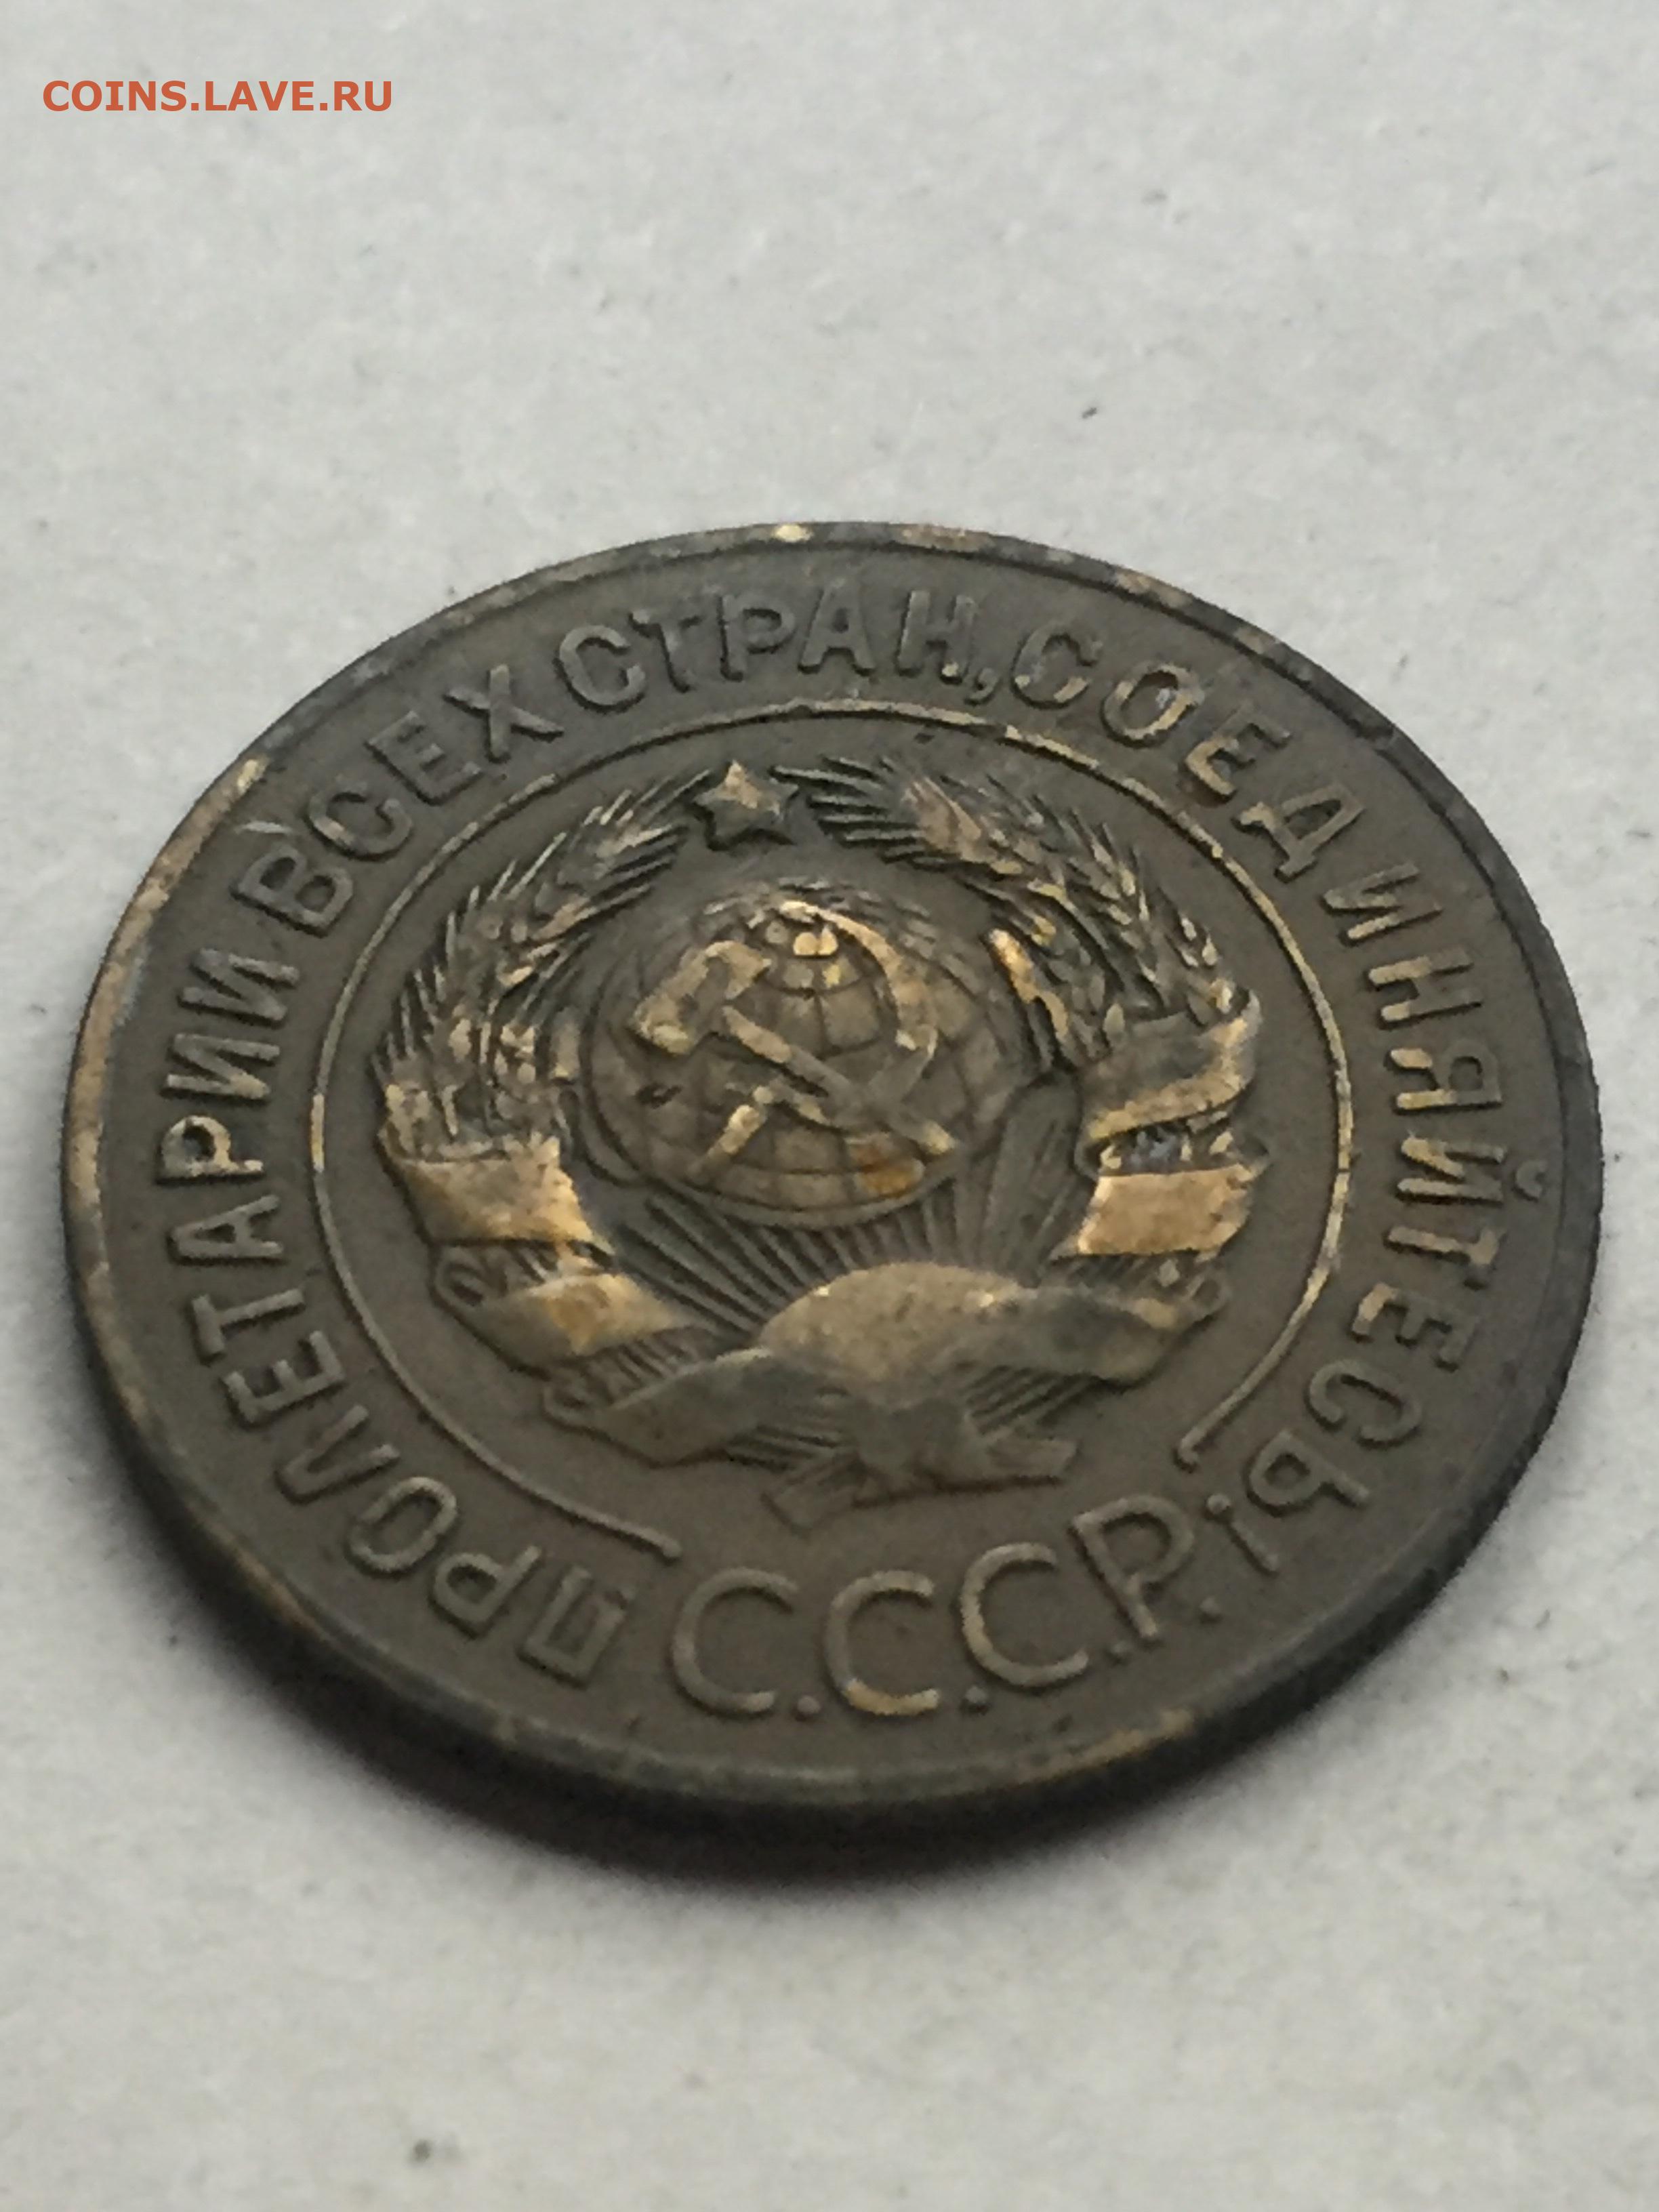 COINS.LAVE.RU
ПРОЛЕТАРИИ ВСЕХ СТРАН, СОЕДИНЯЙТЕСЬ!
С.С.С.Р.